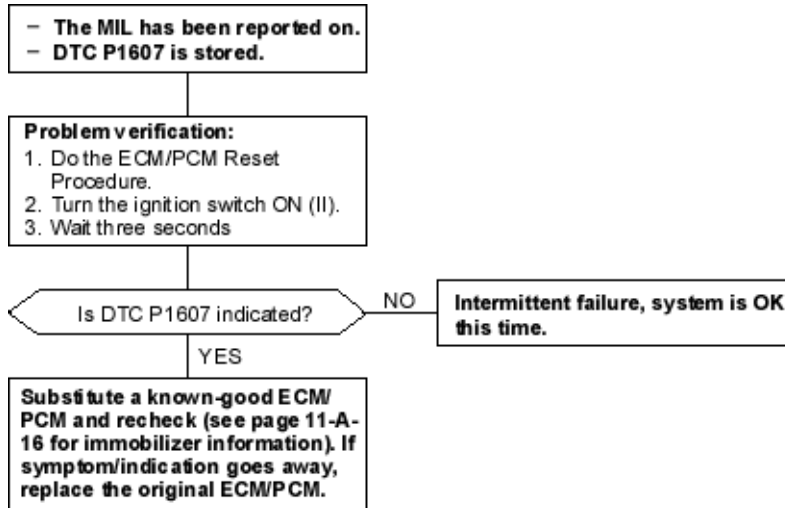 – The MIL has been reported on.
– DTC P1607 is stored.
Problem verification:
1. Do the ECM/PCM Reset
Procedure.
2. Turn the ignition switch ON (II).
3. Wait three seconds
Is DTC P1607 indicated?
NO
Intermittent failure, system is OK
this time.
YES
Substitute a known-good ECM/
PCM and recheck (see page 11-A-
16 for immobilizer information). If
symptom/indication goes away,
replace the original ECM/PCM.